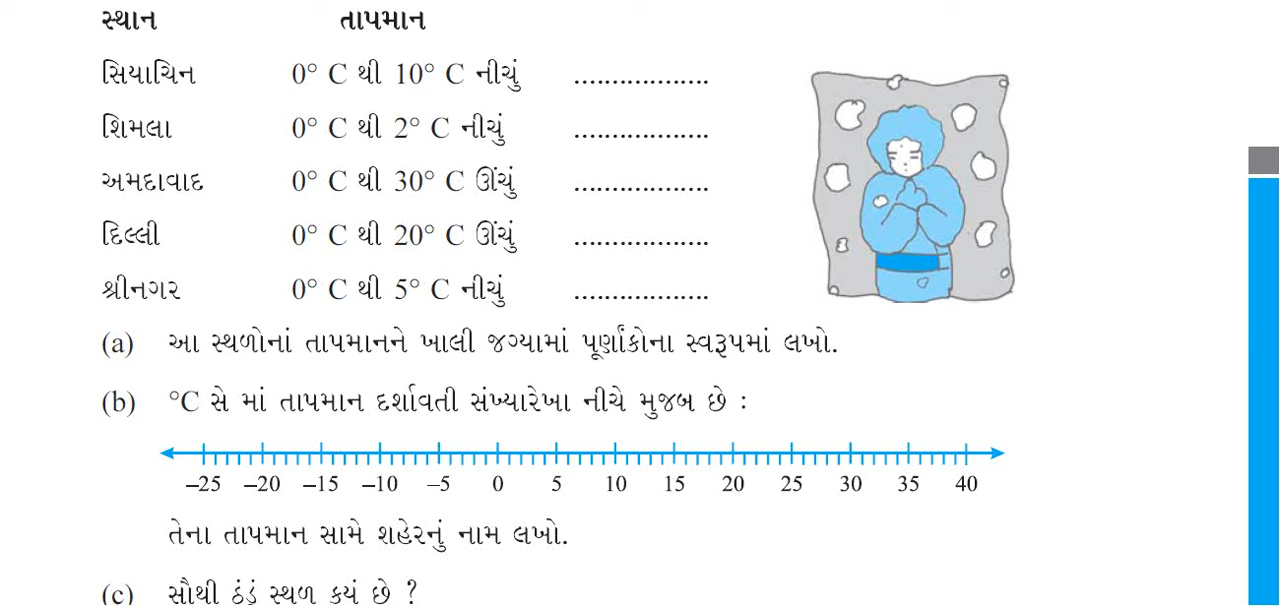 સ્થાન તાપમાન
સિયાચિન 0° C થી 10° C નીચું ..................
શિમલા 0° C થી 2° C નીચું ..................
અમદાવાદ 0° C થી 30° C ઊંચું ..................
દિલ્લી 0° C થી 20° C ઊંચું ..................
શ્રીનગર 0° C થી 5° C નીચું ..................
(a) આ સ્થળોનાં તાપમાનને ખાલી જગ્યામાં પૂર્ણાંકોના સ્વરૂપમાં લખો.
(b) °C સે માં તાપમાન દર્શાવતી સંખ્યારેખા નીચે મુજબ છે :
–25 –20 –15 –10 –5 0 5 10 15 20 25 30 35 40
તેના તાપમાન સામે શહેરનું નામ લખો.
(c) સૌથી ઠંડું સ્થળ કયું છે ?